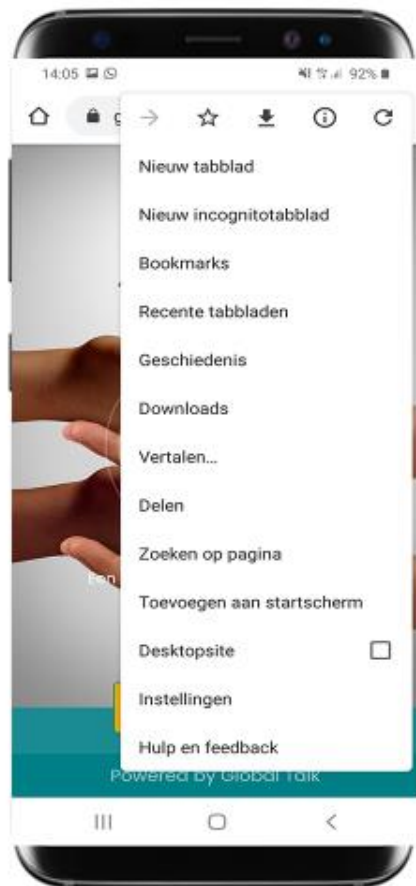 14:05 92%
g
Nieuw tabblad
Nieuw incognitotabblad
Bookmarks
Recente tabbladen
Geschiedenis
Downloads
Vertalen...
Delen
Zoeken op pagina
Een
Toevoegen aan startscherm
Desktopsite
Instellingen
Hulp en feedback
Powered by Global Talk